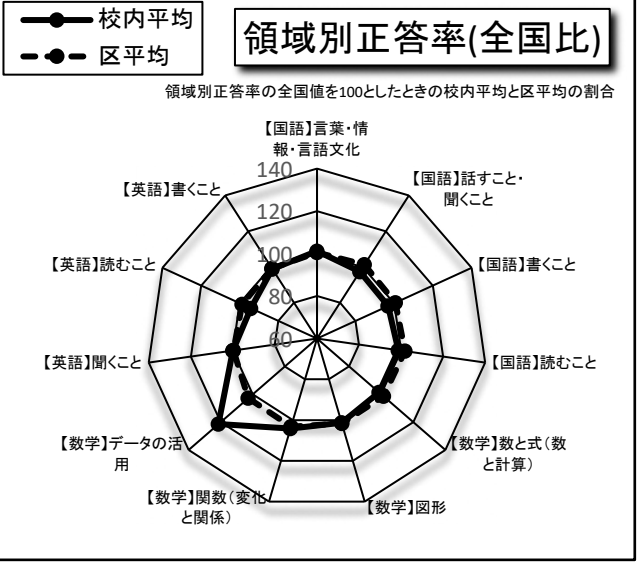 校内平均
区平均
領域別正答率(全国比)
領域別正答率の全国値を100としたときの校内平均と区平均の割合
【国語】言葉・情
報・言語文化
【国語】話すこと・
聞くこと
【国語】書くこと
【国語】読むこと
【数学】数と式(数
と計算)
【数学】図形
【数学】関数(変化
と関係)
【数学】データの活
用
【英語】聞くこと
【英語】読むこと
【英語】書くこと
140
120
100
80
60